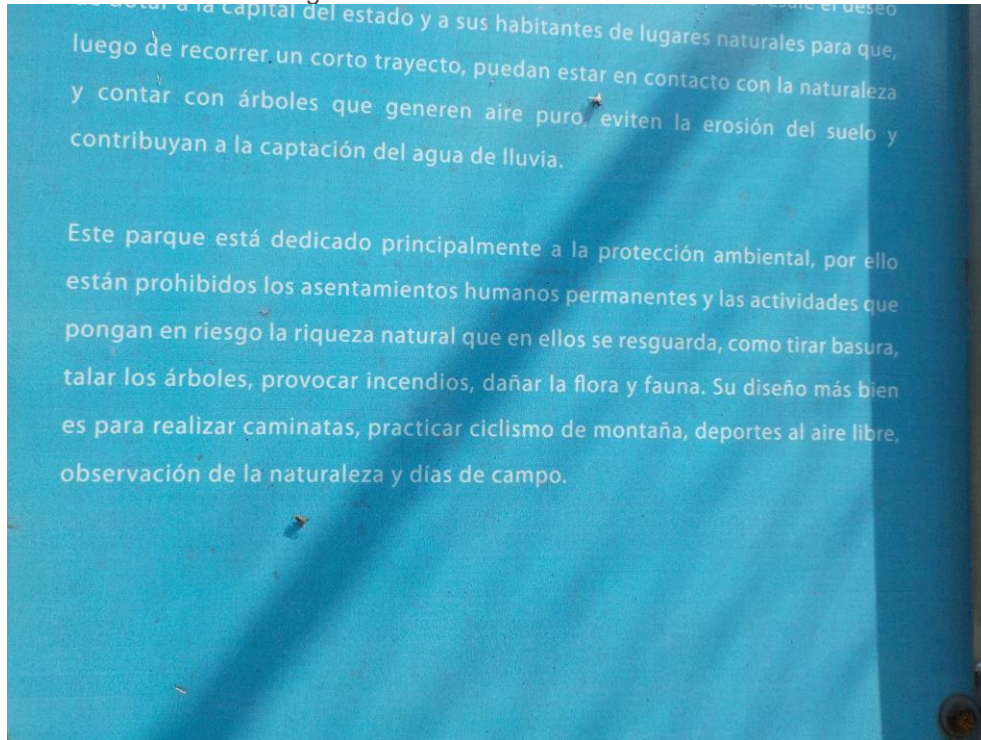 a la capital del estado y a sus habitantes de lugares naturales para que,
luego de recorrer un corto trayecto, puedan estar en contacto con la naturaleza
y contar con árboles que generen aire puro, eviten la erosión del suelo y
contribuyan a la captación del agua de lluvia.
Este parque está dedicado principalmente a la protección ambiental, por ello
están prohibidos los asentamientos humanos permanentes y las actividades que
pongan en riesgo la riqueza natural que en ellos se resguarda, como tirar basura,
talar los árboles, provocar incendios, dañar la flora y fauna. Su diseño más bien
es para realizar caminatas, practicar ciclismo de montaña, deportes al aire libre,
observación de la naturaleza y días de campo.